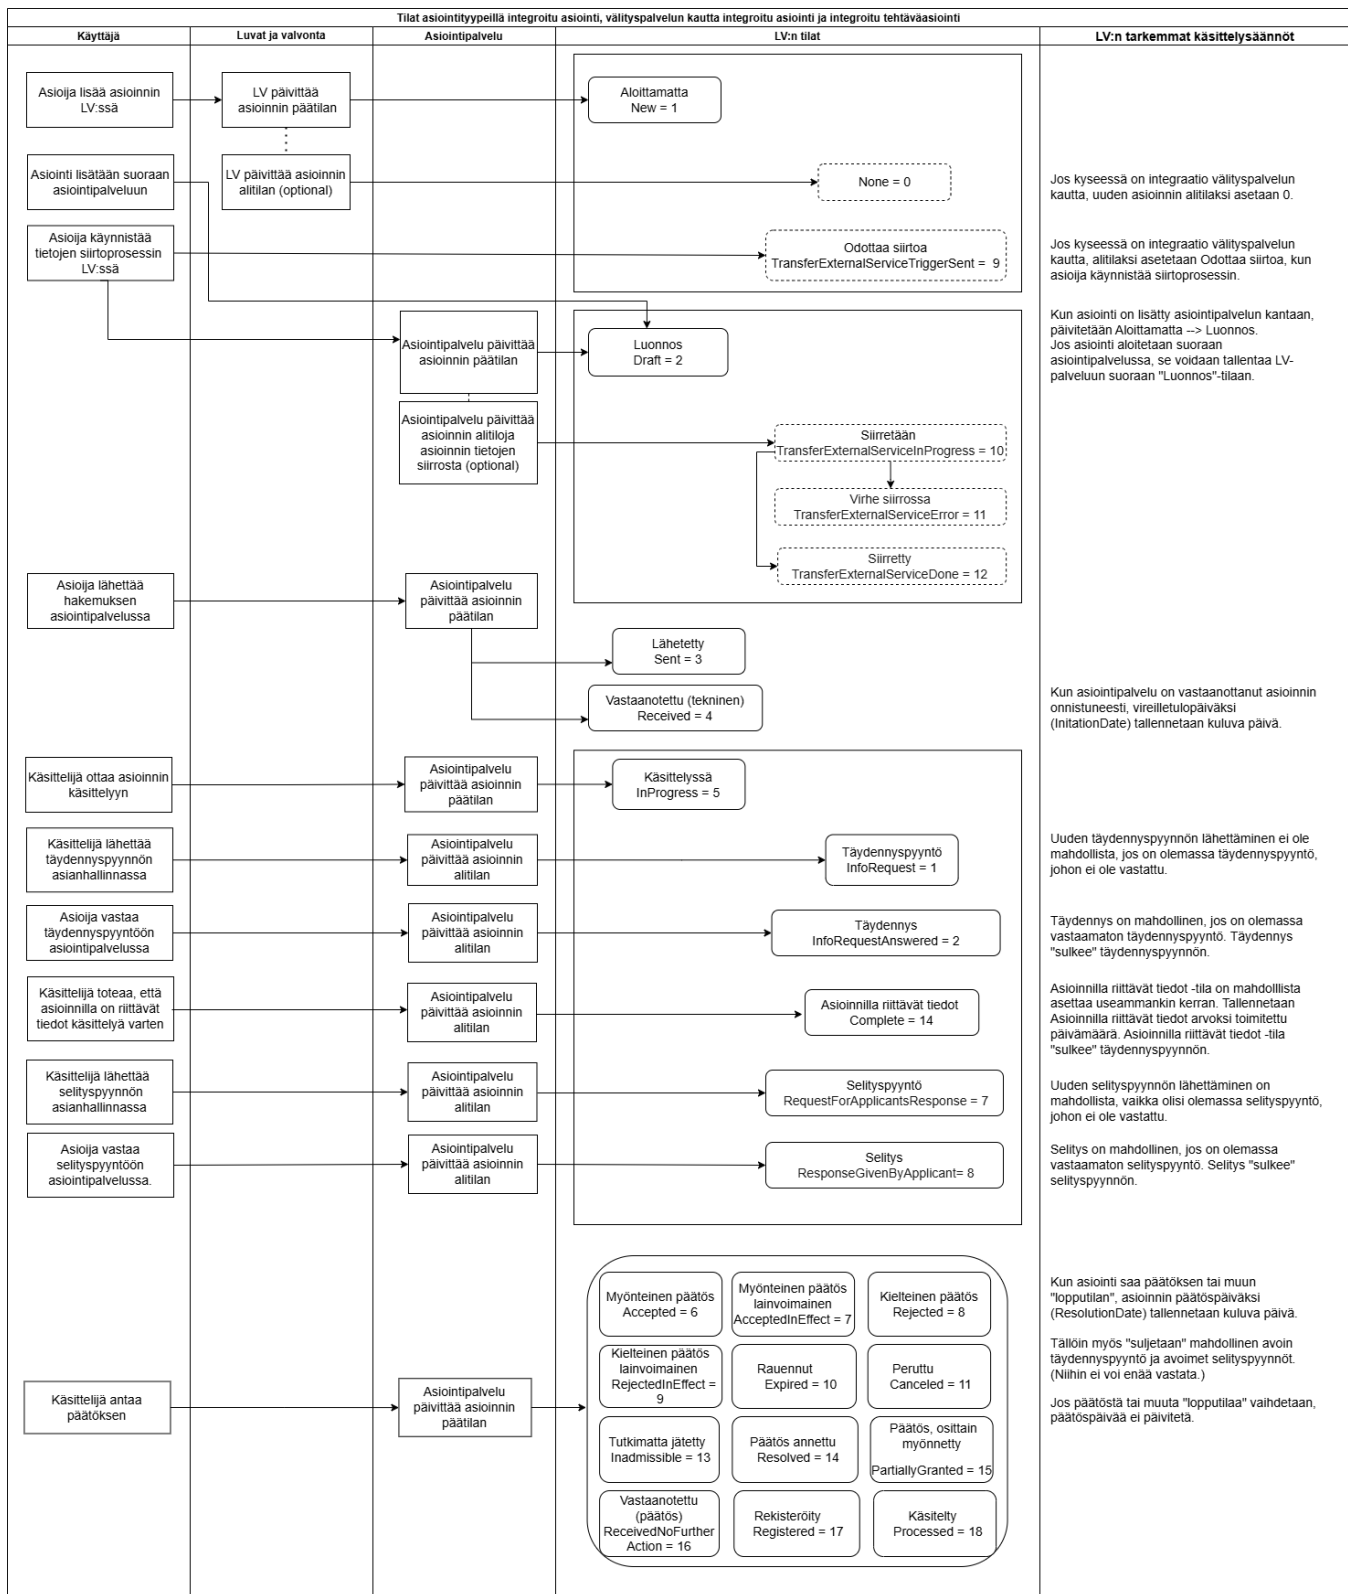 Tilat asiointityypeillä integroitu asiointi, välityspalvelun kautta integroitu asiointi ja integroitu tehtäväasiointi
Käyttäjä
Luvat ja valvonta
Asiointipalvelu
LV:n tilat
LV:n tarkemmat käsittelysäännöt
Asioija lisää asioinnin
LV:ssä
LV päivittää
asioinnin päätilan
Aloittamatta
New = 1
Asiointi lisätään suoraan
asiointipalveluun
LV päivittää asioinnin
alitilan (optional)
None = 0
Jos kyseessä on integraatio välityspalvelun
kautta, uuden asioinnin alitilaksi asetaan 0.
Asioija käynnistää
tietojen siirtoprosessin
LV:ssä
Odottaa siirtoa
TransferExternalServiceTriggerSent = 9
Jos kyseessä on integraatio välityspalvelun
kautta, alitilaksi asetetaan Odottaa siirtoa, kun
asioija käynnistää siirtoprosessin.
Asiointipalvelu päivittää
asioinnin päätilan
Luonnos
Draft = 2
Kun asiointi on lisätty asiointipalvelun kantaan,
päivitetään Aloittamatta --> Luonnos.
Jos asiointi aloitetaan suoraan
asiointipalvelussa, se voidaan tallentaa LV-
palveluun suoraan "Luonnos"-tilaan.
Asiointipalvelu päivittää
asioinnin alitiloja
asioinnin tietojen
siirrosta (optional)
Siirretään
TransferExternalServiceInProgress = 10
Virhe siirrossa
TransferExternalServiceError = 11
Siirretty
TransferExternalServiceDone = 12
Asioija lähettää
hakemuksen
asiointipalvelussa
Asiointipalvelu
päivittää asioinnin
päätilan
Lähetetty
Sent = 3
Vastaanotettu (tekninen)
Received = 4
Kun asiointipalvelu on vastaanottanut asioinnin
onnistuneesti, vireilletulopäiväksi
(InitationDate) tallennetaan kuluva päivä.
Käsittelijä ottaa asioinnin
käsittelyyn
Asiointipalvelu
päivittää asioinnin
päätilan
Käsittelyssä
InProgress = 5
Käsittelijä lähettää
täydennyspyynnön
asianhallinnassa
Asiointipalvelu
päivittää asioinnin
alitilan
Täydennyspyyntö
InfoRequest = 1
Uuden täydennyspyynnön lähettäminen ei ole
mahdollista, jos on olemassa täydennyspyyntö,
johon ei ole vastattu.
Asioija vastaa
täydennyspyyntöön
asiointipalvelussa
Asiointipalvelu
päivittää asioinnin
alitilan
Täydennys
InfoRequestAnswered = 2
Täydennys on mahdollinen, jos on olemassa
vastaamaton täydennyspyyntö. Täydennys
"sulkee" täydennyspyynnön.
Käsittelijä toteaa, että
asioinnilla on riittävät
tiedot käsittelyä varten
Asiointipalvelu
päivittää asioinnin
alitilan
Asioinnilla riittävät tiedot
Complete = 14
Asioinnilla riittävät tiedot -tila on mahdolllista
asettaa useammankin kerran. Tallennetaan
Asioinnilla riittävät tiedot arvoksi toimitettu
päivämäärä. Asioinnilla riittävät tiedot -tila
"sulkee" täydennyspyynnön.
Käsittelijä lähettää
selityspyynnön
asianhallinnassa
Asiointipalvelu
päivittää asioinnin
alitilan
Selityspyyntö
RequestForApplicantsResponse = 7
Uuden selityspyynnön lähettäminen on
mahdollista, vaikka olisi olemassa selityspyyntö,
johon ei ole vastattu.
Asioija vastaa
selityspyyntöön
asiointipalvelussa.
Asiointipalvelu
päivittää asioinnin
alitilan
Selitys
ResponseGivenByApplicant= 8
Selitys on mahdollinen, jos on olemassa
vastaamaton selityspyyntö. Selitys "sulkee"
selityspyynnön.
Käsittelijä antaa
päätöksen
Asiointipalvelu
päivittää asioinnin
päätilan
Myönteinen päätös
Accepted = 6
Myönteinen päätös
lainvoimainen
AcceptedInEffect = 7
Kielteinen päätös
Rejected = 8
Kielteinen päätös
lainvoimainen
RejectedInEffect =
9
Rauennut
Expired = 10
Peruttu
Canceled = 11
Tutkimatta jätetty
Inadmissible = 13
Päätös annettu
Resolved = 14
Päätös, osittain
myönnetty
PartiallyGranted = 15
Vastaanotettu
(päätös)
ReceivedNoFurther
Action = 16
Rekisteröity
Registered = 17
Käsitelty
Processed = 18
Kun asiointi saa päätöksen tai muun
"lopputilan", asioinnin päätöspäiväksi
(ResolutionDate) tallennetaan kuluva päivä.
Tällöin myös "suljetaan" mahdollinen avoin
täydennyspyyntö ja avoimet selityspyynnöt.
(Niihin ei voi enää vastata.)
Jos päätöstä tai muuta "lopputilaa" vaihdetaan,
päätöspäivää ei päivitetä.